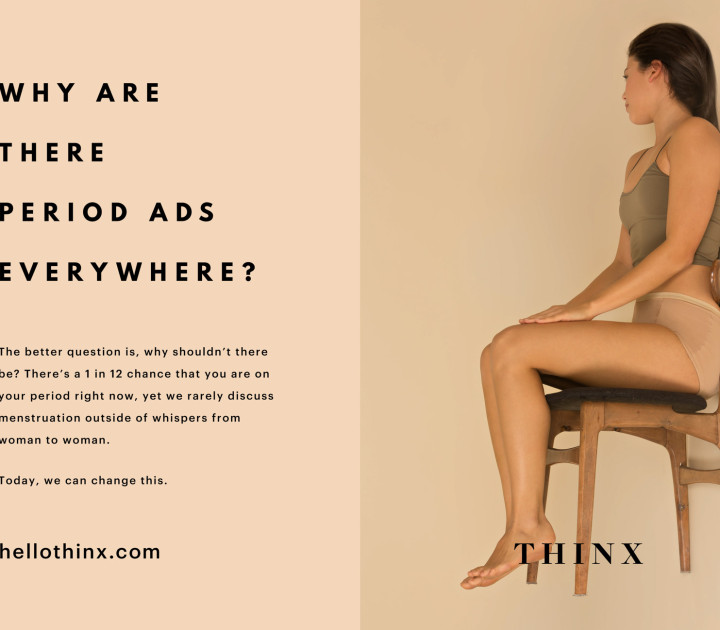 WHY ARE
THERE
PERIOD ADS
EVERYWHERE?
The better question is, why shouldn't there
be? There's a 1 in 12 chance that you are on
your period right now, yet we rarely discuss
menstruation outside of whispers from
woman to woman.
Today, we can change this.
hellothinx.com
THINX